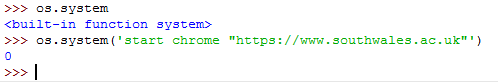 >>> os.system
<built-in function system>
>>> os.system('start chrome "https://www.southwales.ac.uk"')
0
>>>